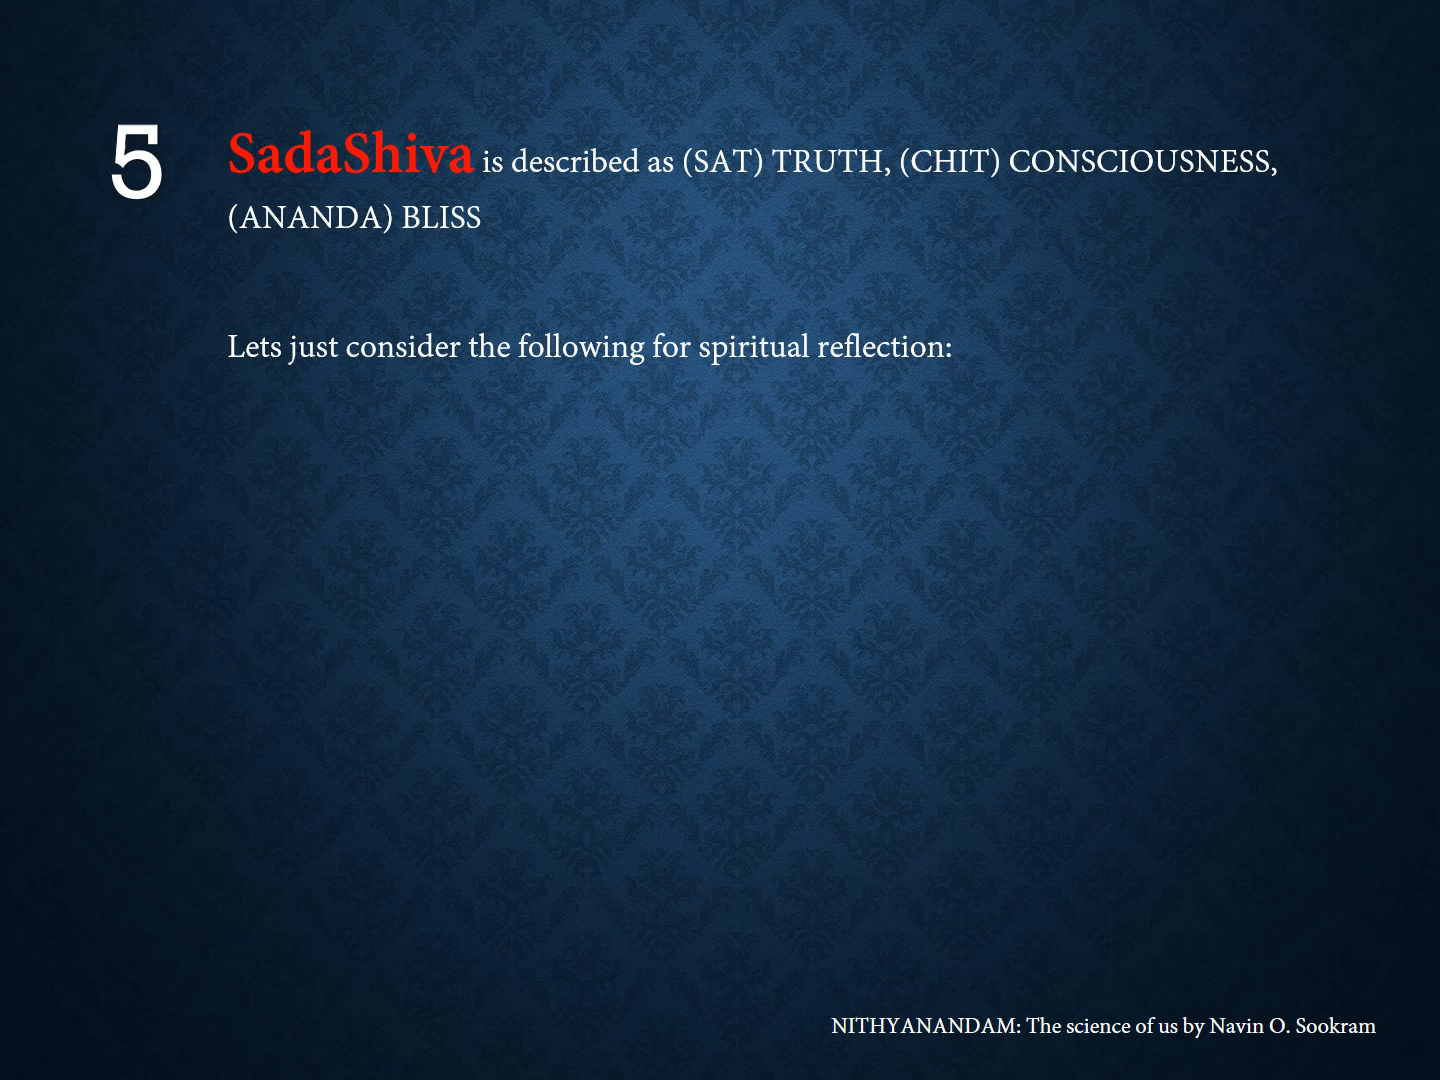 5
SadaShiva is described as (SAT) TRUTH, (CHIT) CONSCIOUSNESS,
(ANANDA) BLISS
Lets just consider the following for spiritual reflection:
NITHYANANDAM: The science of us by Navin O. Sookram